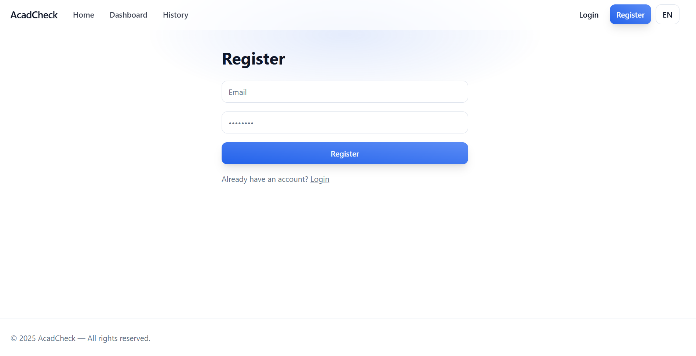 AcadCheck Home Dashboard History Login Register EN
Register
Email
••••••••
Register
Already have an account? Login
© 2025 AcadCheck — All rights reserved.